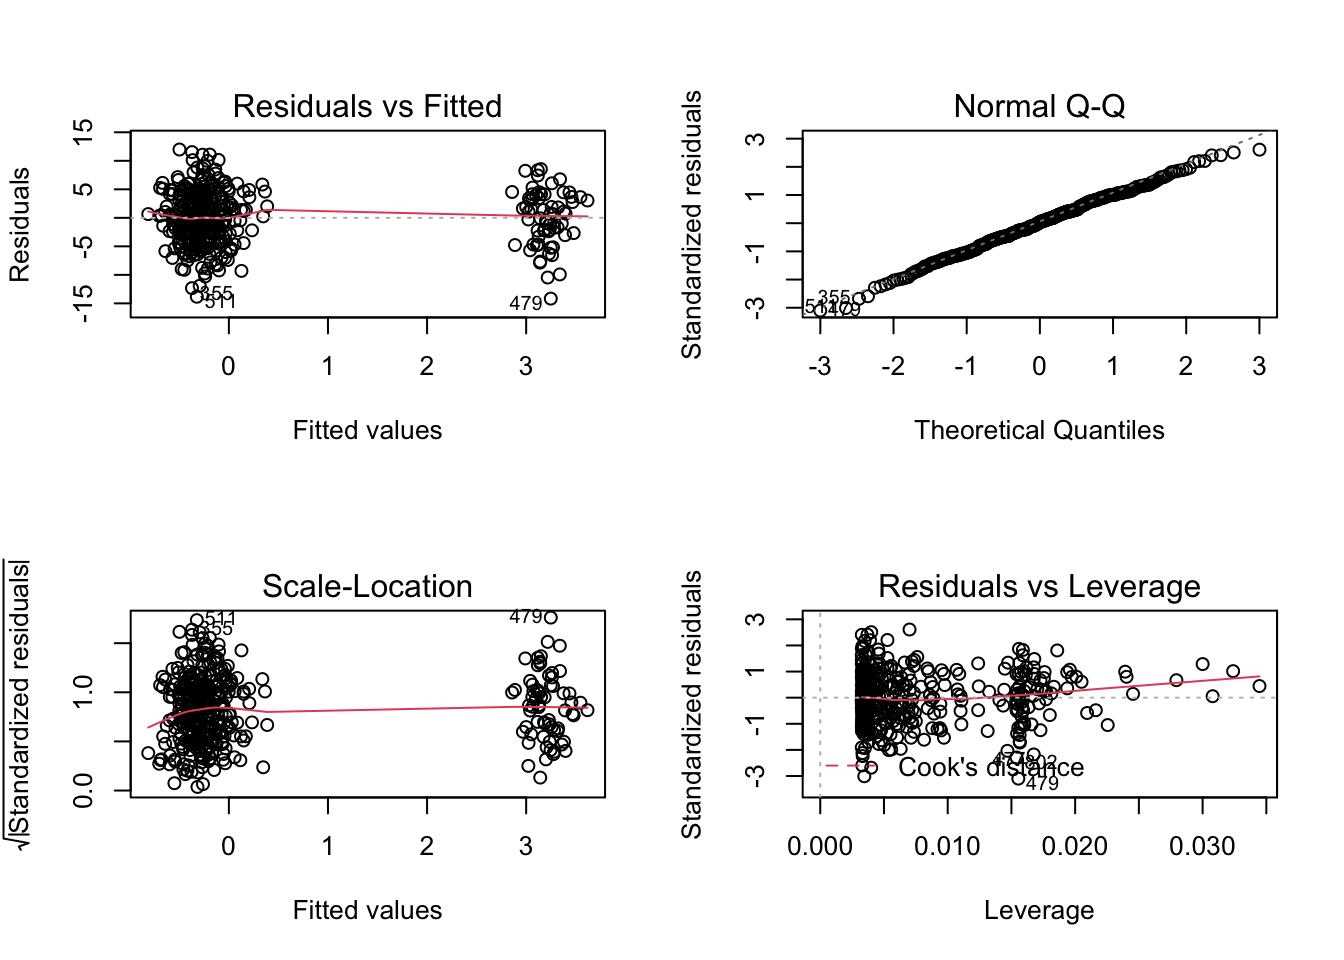 Residuals vs Fitted
Residuals
15
5
-5
-15
355
511
479
0 1 2 3
Fitted values
Normal Q-Q
Standardized residuals
3
1
-1
-3
355
511
479
-3 -2 -1 0 1 2 3
Theoretical Quantiles
Scale-Location
√|Standardized residuals|
1.0
0.0
511
355
479
0 1 2 3
Fitted values
Residuals vs Leverage
Standardized residuals
3
1
-1
-3
Cook's distance
479
0.000 0.010 0.020 0.030
Leverage